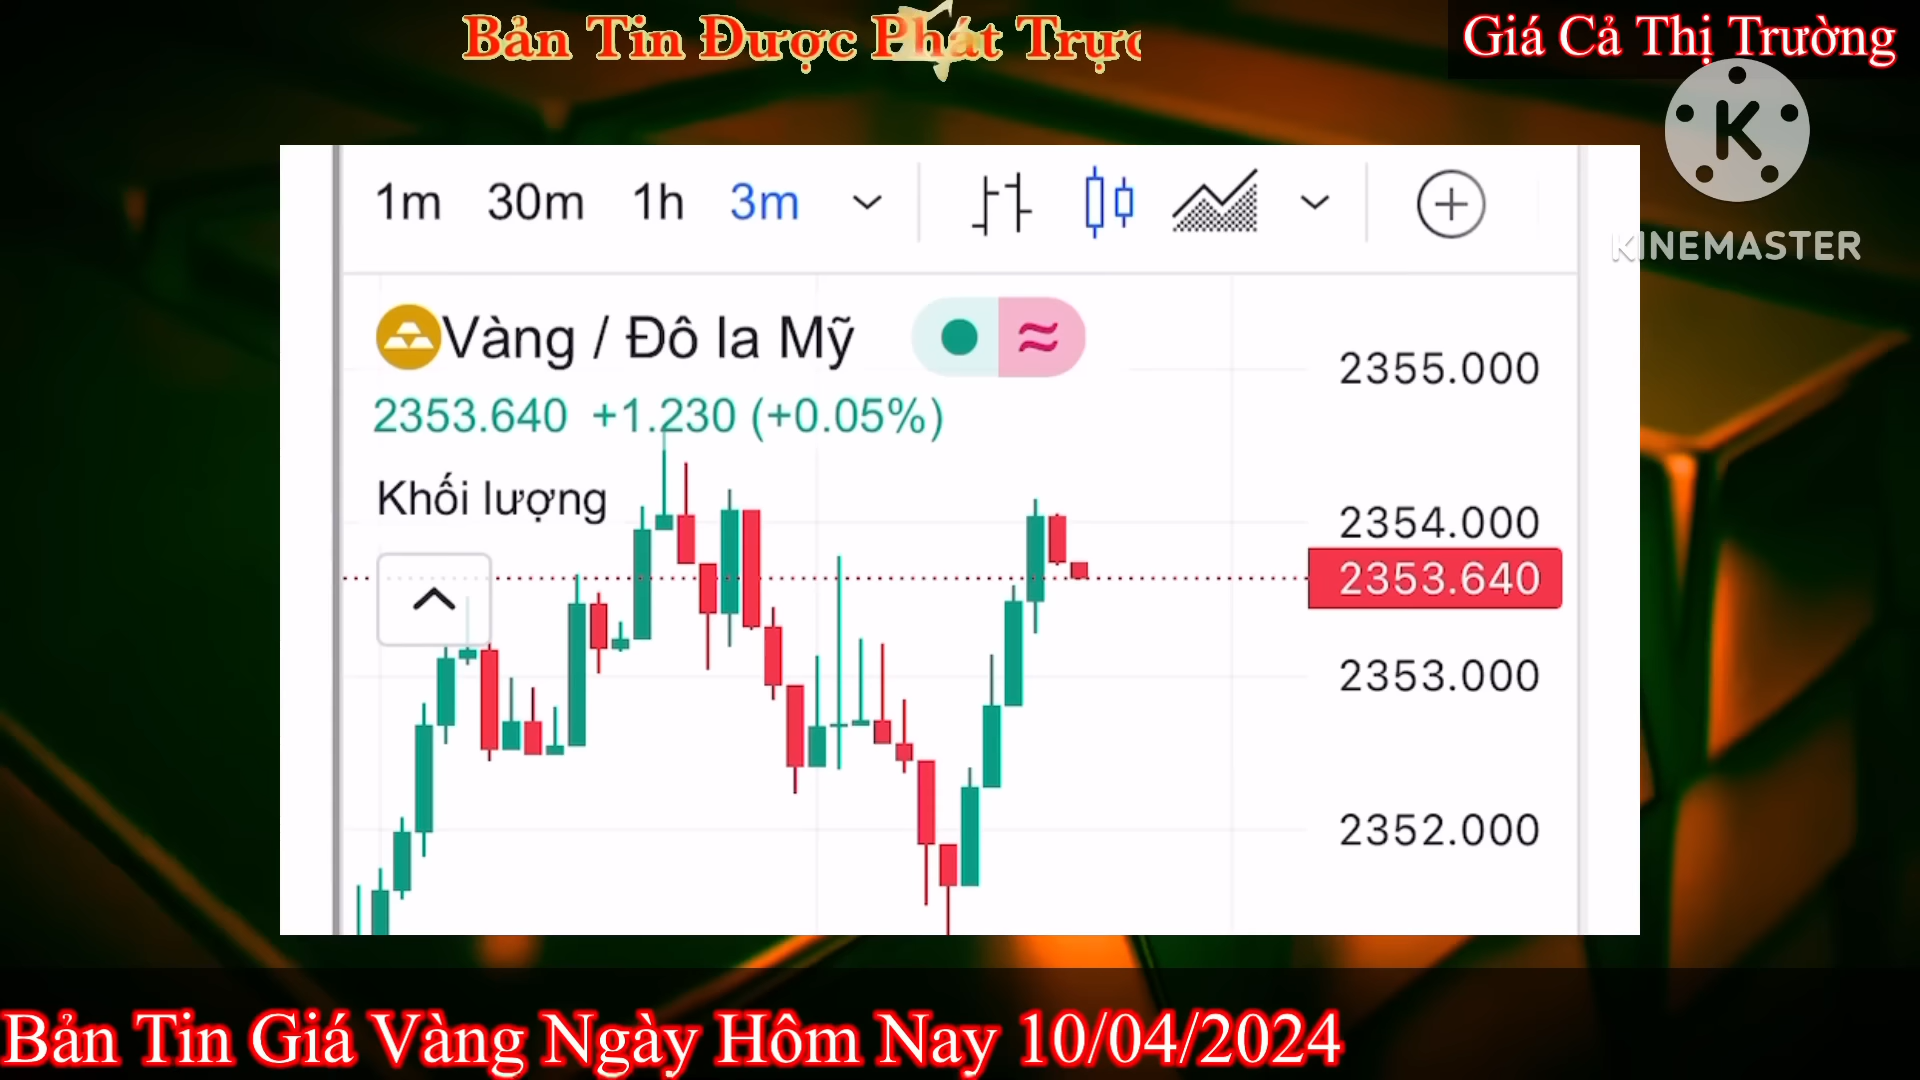 Bản Tin Được Phát Trực
Giá Cả Thị Trường
K
KINEMASTER
1m 30m 1h 3m
Vàng / Đô la Mỹ
2353.640 +1.230 (+0.05%)
Khối lượng
2355.000
2354.000
2353.640
2353.000
2352.000
Bản Tin Giá Vàng Ngày Hôm Nay 10/04/2024